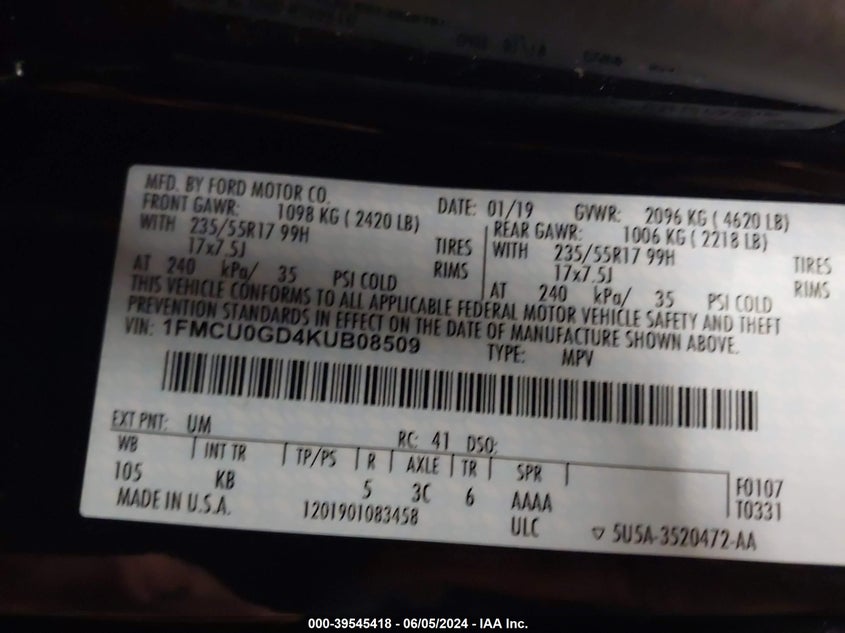 MFD. BY FORD MOTOR CO.
DATE: 01/19 GVWR: 2096 KG ( 4620 LB)
FRONT GAWR: 1098 KG ( 2420 LB)
WITH 235/55R17 99H TIRES
17x7.5J RIMS
AT 240 kPa/ 35 PSI COLD
REAR GAWR: 1006 KG ( 2218 LB)
WITH 235/55R17 99H TIRES
17x7.5J RIMS
AT 240 kPa/ 35 PSI COLD
THIS VEHICLE CONFORMS TO ALL APPLICABLE FEDERAL MOTOR VEHICLE SAFETY AND THEFT
PREVENTION STANDARDS IN EFFECT ON THE DATE OF MANUFACTURE SHOWN ABOVE.
VIN: 1FMCU0GD4KUB08509 TYPE: MPV
EXT PNT: UM RC: 41 DSO:
WB INT TR TP/PS R AXLE TR SPR
105 KB 5 3C 6 AAAA F0107
T0331
MADE IN U.S.A. 1201901083458 ULC ▽ 5U5A-3520472-AA
000-39545418 - 06/05/2024 - IAA Inc.